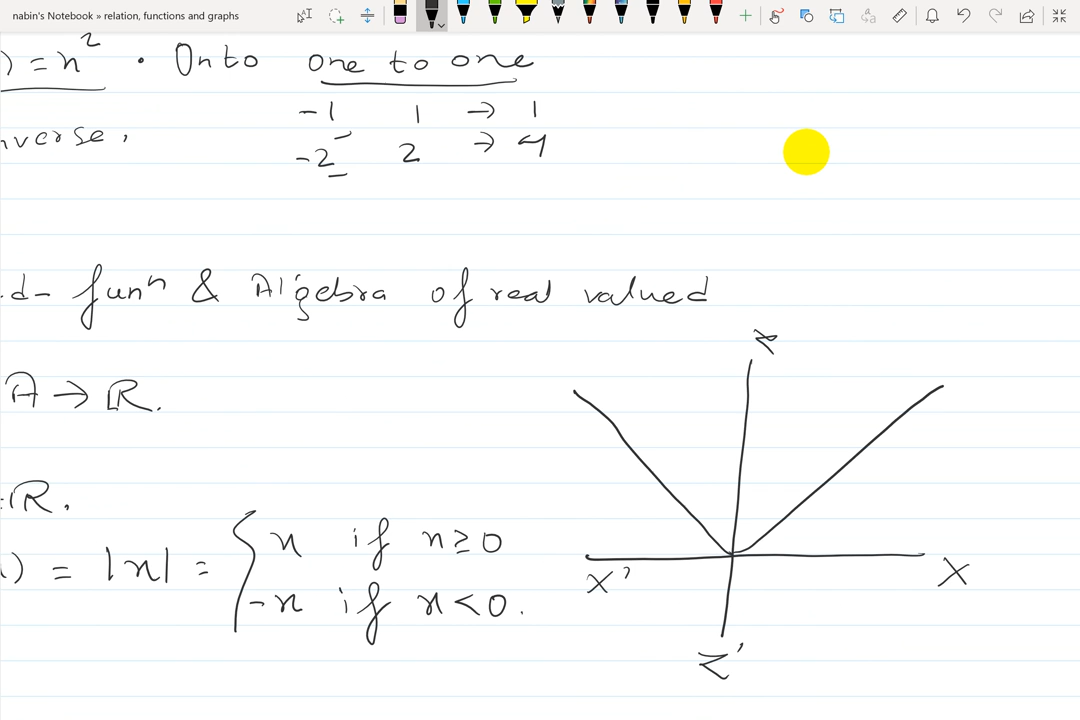 nabin's Notebook » relation, functions and graphs
) = x² • Onto one to one
-1 1 → 1
nverse,
-2 2 → 4
d- funⁿ & Algebra of real valued
A → R.
R.
) = |x| = { x if x ≥ 0
-x if x < 0.
X' X